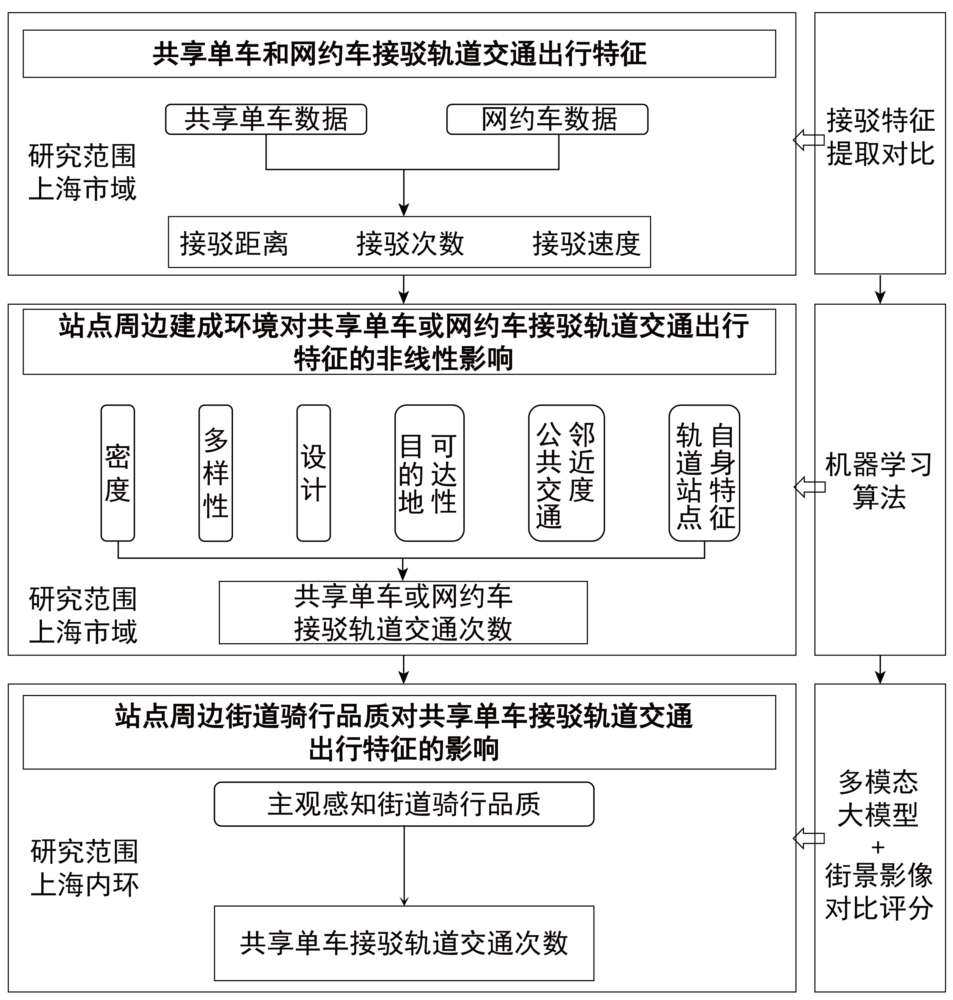 共享单车和网约车接驳轨道交通出行特征
共享单车数据
网约车数据
研究范围
上海市域
接驳距离
接驳次数
接驳速度
接驳特征
提取对比
站点周边建成环境对共享单车或网约车接驳轨道交通出行
特征的非线性影响
密度
多样性
设计
目的地
可达性
公共交通
邻近度
轨道站点
自身特征
研究范围
上海市域
共享单车或网约车
接驳轨道交通次数
机器学习
算法
站点周边街道骑行品质对共享单车接驳轨道交通
出行特征的影响
主观感知街道骑行品质
研究范围
上海内环
共享单车接驳轨道交通次数
多模态
大模型
+
街景影像
对比评分